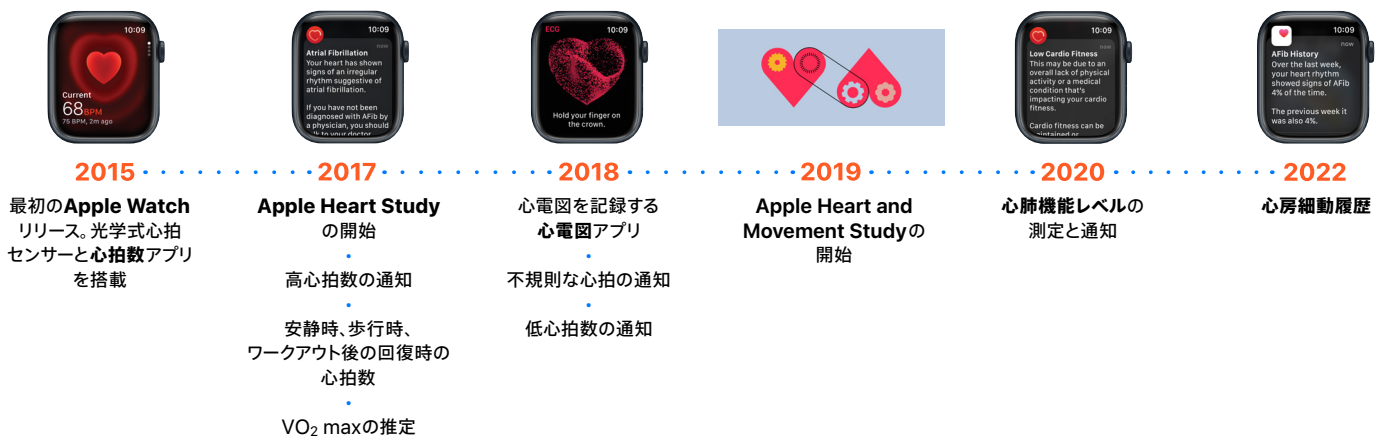 10:09
Current
68BPM
75 BPM, 2m ago
10:09
now
Atrial Fibrillation
Your heart has shown
signs of an irregular
rhythm suggestive of
atrial fibrillation.
If you have not been
diagnosed with AFib by
a physician, you should
talk to your doctor
ECG 10:09
Hold your finger on
the crown.
10:09
now
Low Cardio Fitness
This may be due to an
overall lack of physical
activity or a medical
condition that's
impacting your cardio
fitness.
Cardio fitness can be
maintained or
10:09
now
AFib History
Over the last week,
your heart rhythm
showed signs of AFib
4% of the time.
The previous week it
was also 4%.
2015
最初のApple Watch
リリース。光学式心拍
センサーと心拍数アプリ
を搭載
2017
Apple Heart Study
の開始
高心拍数の通知
安静時、歩行時、
ワークアウト後の回復時の
心拍数
VO₂ maxの推定
2018
心電図を記録する
心電図アプリ
不規則な心拍の通知
低心拍数の通知
2019
Apple Heart and
Movement Studyの
開始
2020
心肺機能レベルの
測定と通知
2022
心房細動履歴